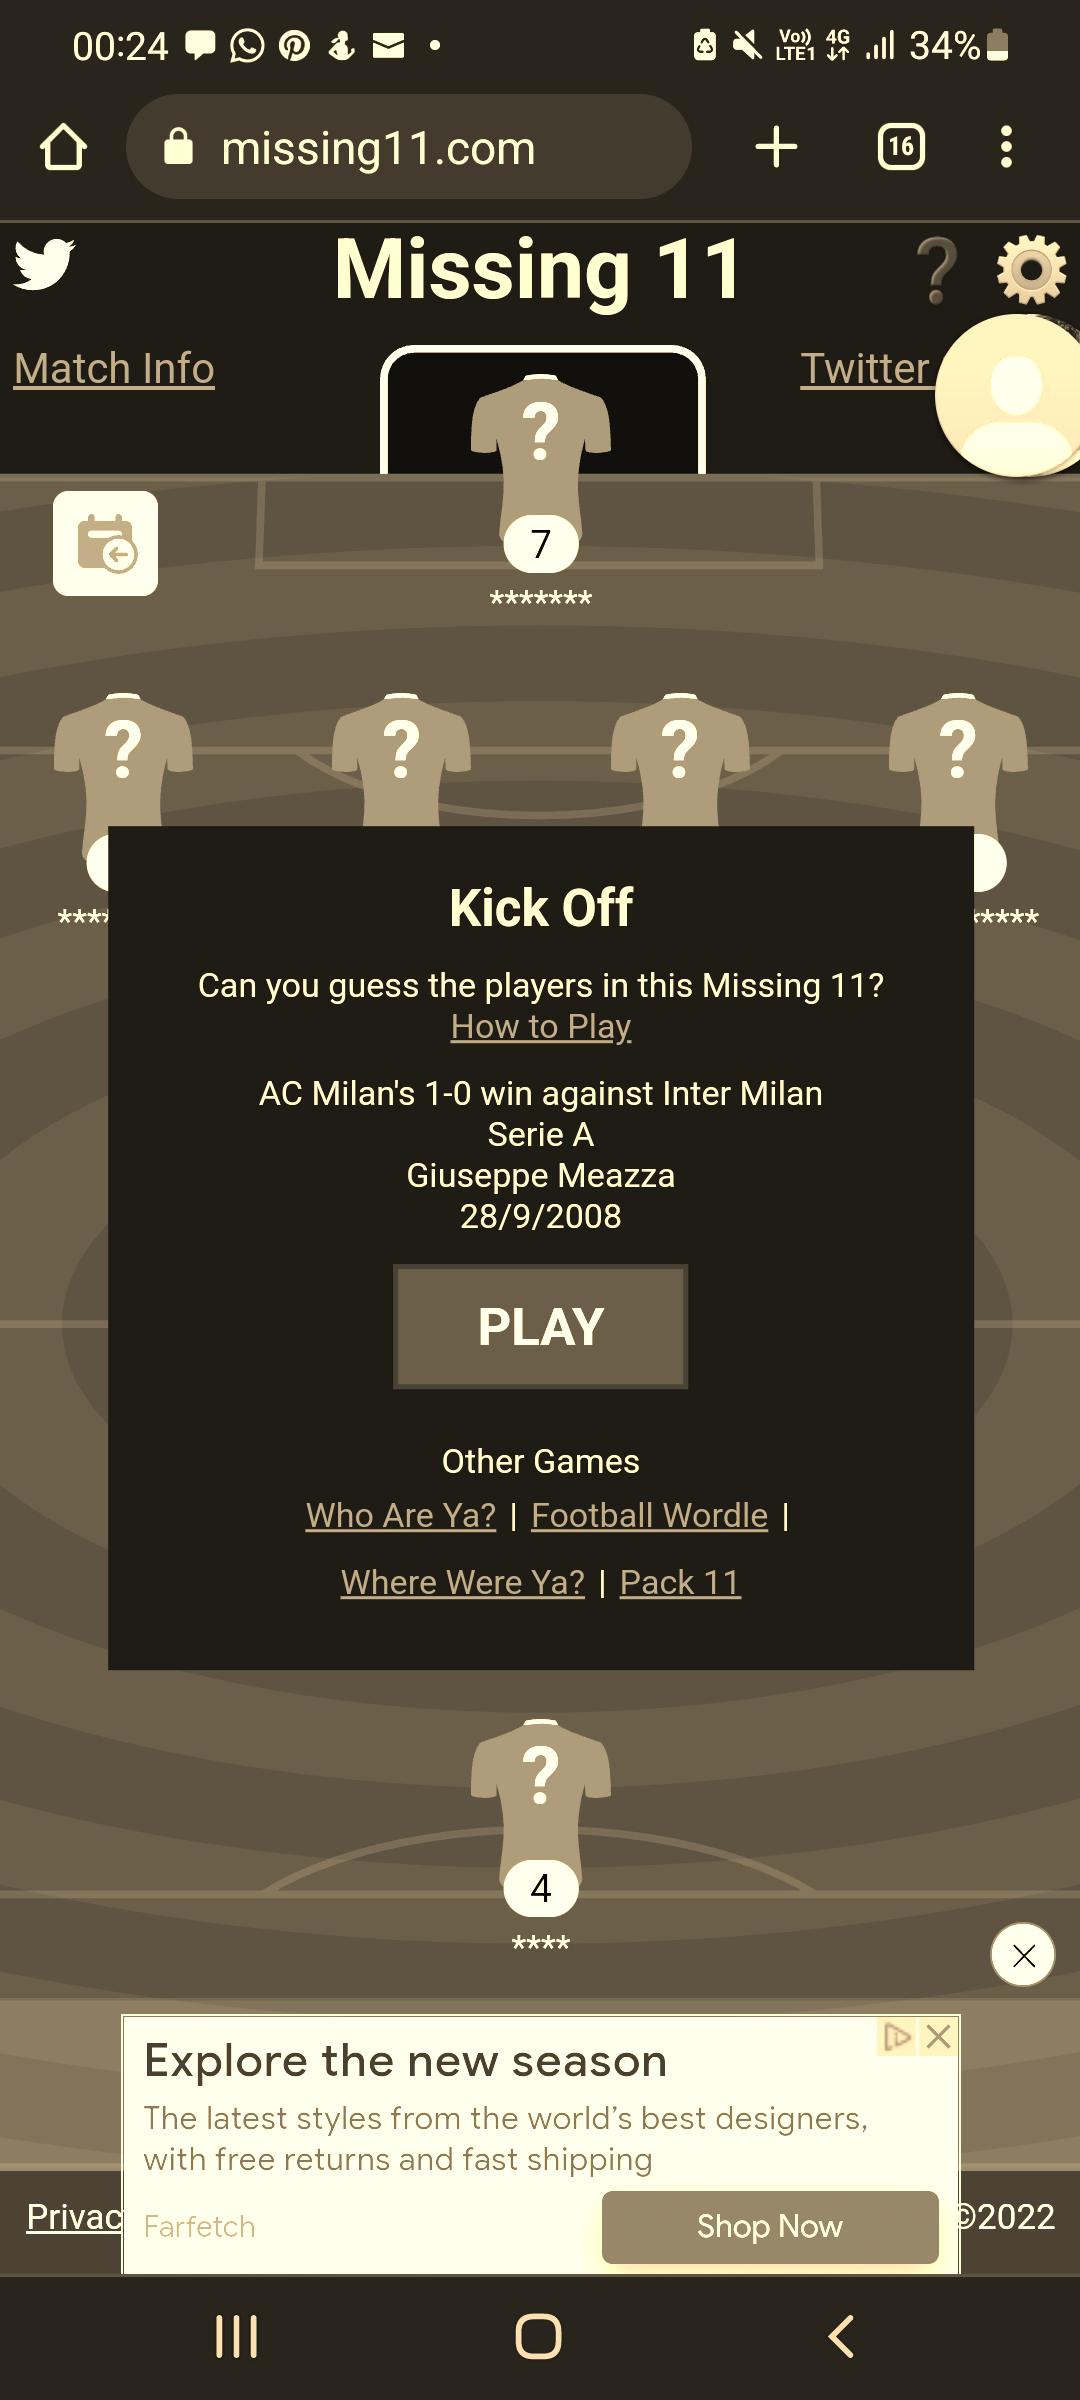 00:24
Vo)) LTE1 4G 34%
missing11.com
16
Missing 11
Match Info
Twitter
?
7
*******
? ? ? ?
Kick Off
Can you guess the players in this Missing 11?
How to Play
AC Milan's 1-0 win against Inter Milan
Serie A
Giuseppe Meazza
28/9/2008
PLAY
Other Games
Who Are Ya? | Football Wordle |
Where Were Ya? | Pack 11
?
4
****
Explore the new season
The latest styles from the world's best designers,
with free returns and fast shipping
Farfetch
Shop Now
©2022